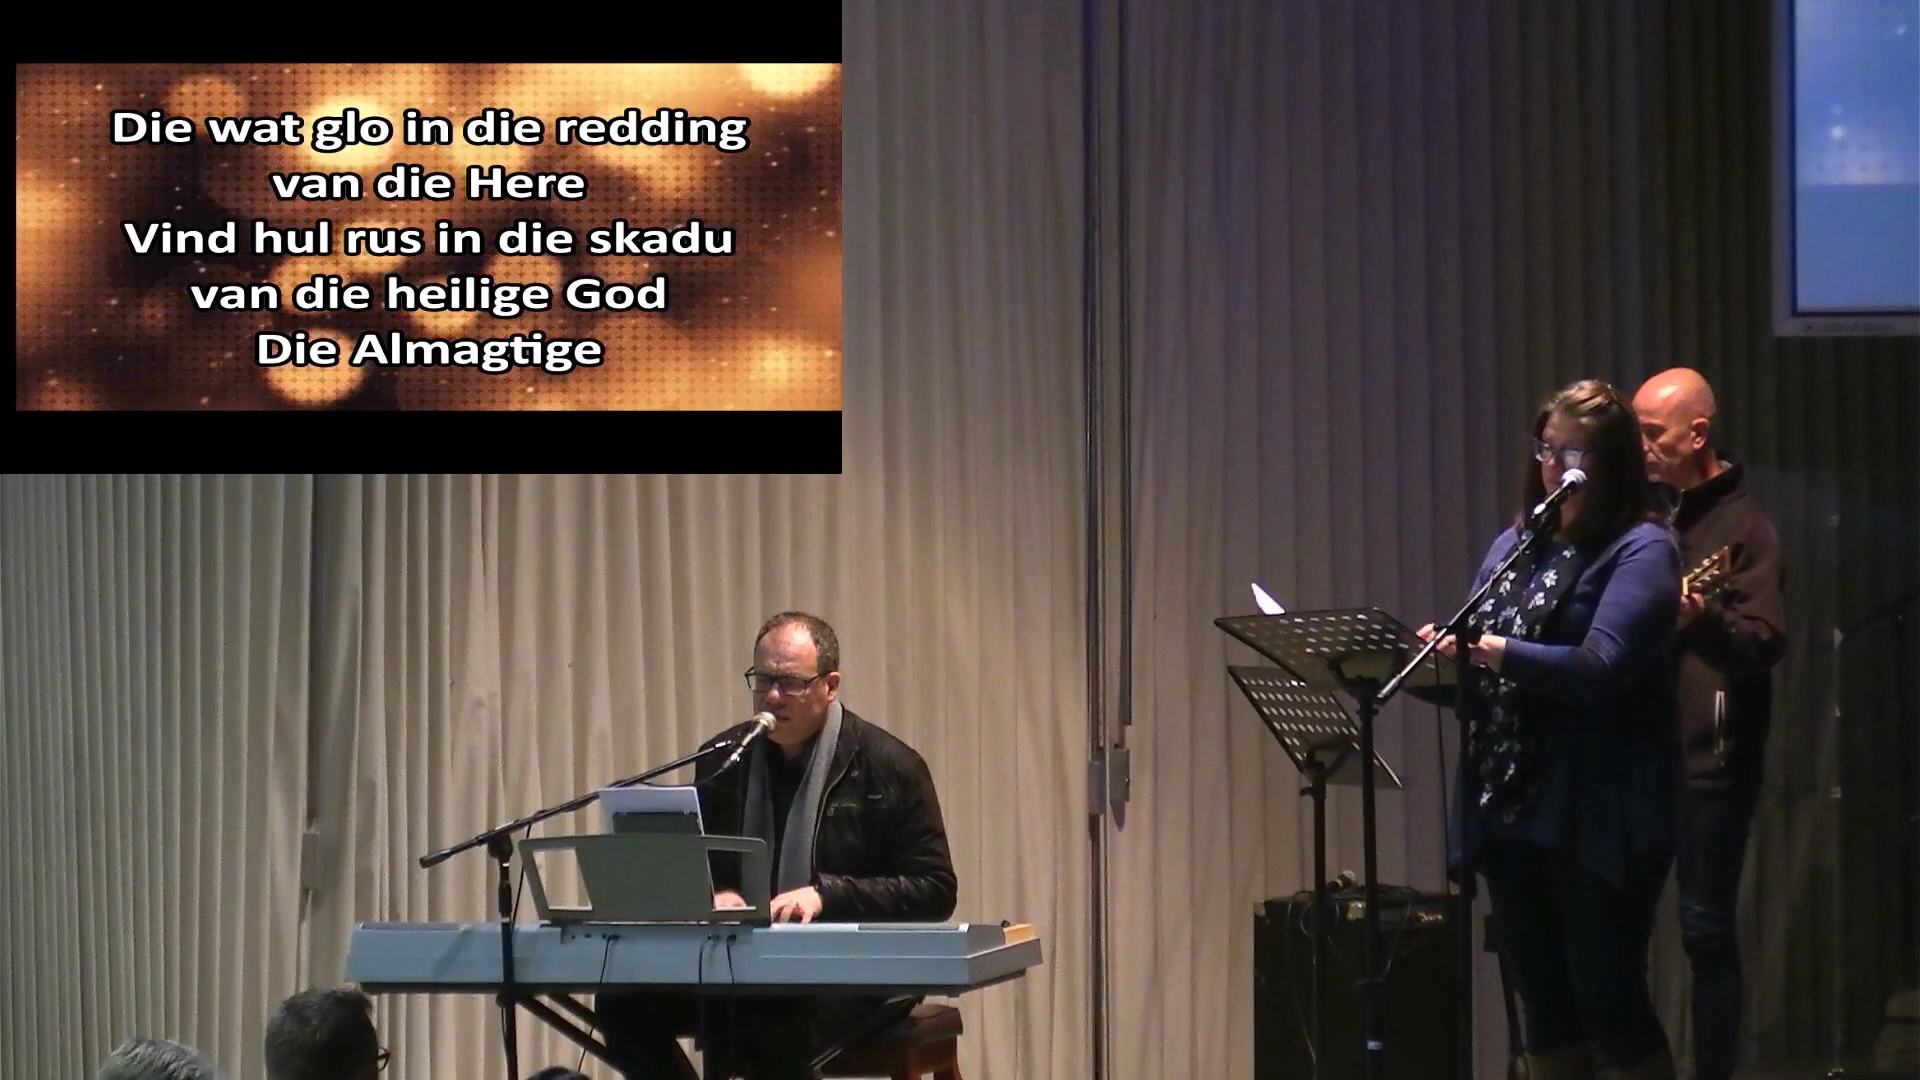 Die wat glo in die redding
van die Here
Vind hul rus in die skadu
van die heilige God
Die Almagtige